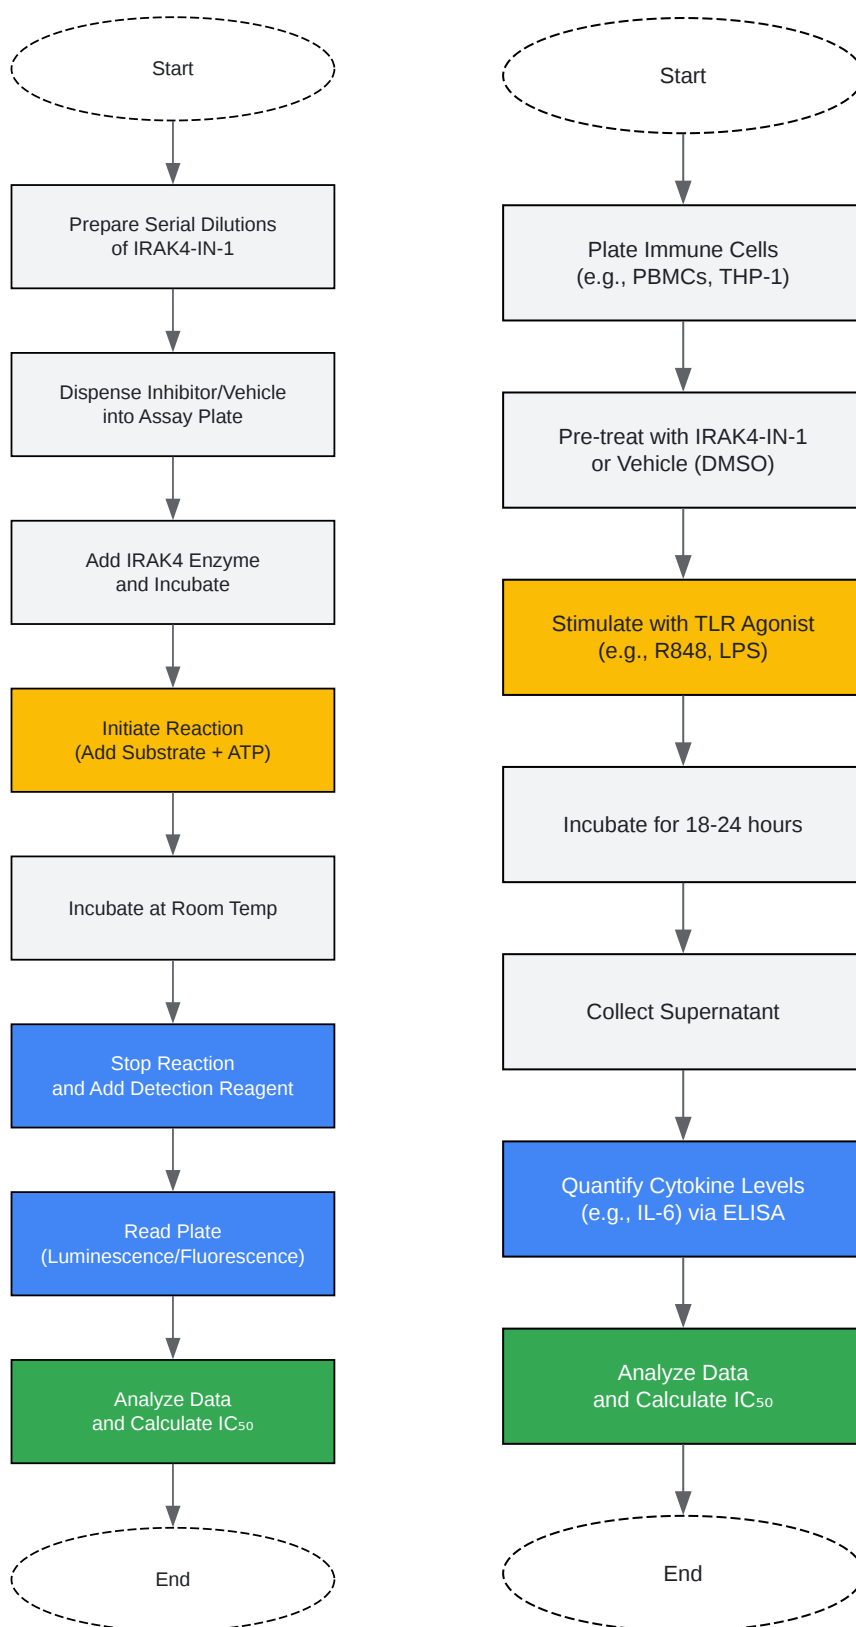 Start
Prepare Serial Dilutions
of IRAK4-IN-1
Dispense Inhibitor/Vehicle
into Assay Plate
Add IRAK4 Enzyme
and Incubate
Initiate Reaction
(Add Substrate + ATP)
Incubate at Room Temp
Stop Reaction
and Add Detection Reagent
Read Plate
(Luminescence/Fluorescence)
Analyze Data
and Calculate IC₅₀
End
Start
Plate Immune Cells
(e.g., PBMCs, THP-1)
Pre-treat with IRAK4-IN-1
or Vehicle (DMSO)
Stimulate with TLR Agonist
(e.g., R848, LPS)
Incubate for 18-24 hours
Collect Supernatant
Quantify Cytokine Levels
(e.g., IL-6) via ELISA
Analyze Data
and Calculate IC₅₀
End